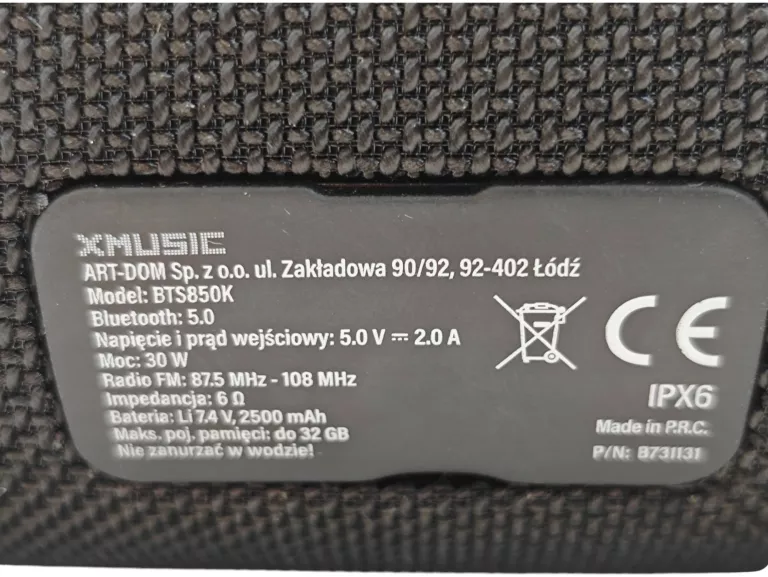 XMUSIC
ART-DOM Sp. z o.o. ul. Zakładowa 90/92, 92-402 Łódź
Model: BTS850K
Bluetooth: 5.0
Napięcie i prąd wejściowy: 5.0 V ⎓ 2.0 A
Moc: 30 W
Radio FM: 87.5 MHz - 108 MHz
Impedancja: 6 Ω
Bateria: Li 7.4 V, 2500 mAh
Maks. poj. pamięci: do 32 GB
Nie zanurzać w wodzie!
CE
IPX6
Made in P.R.C.
P/N: B731131